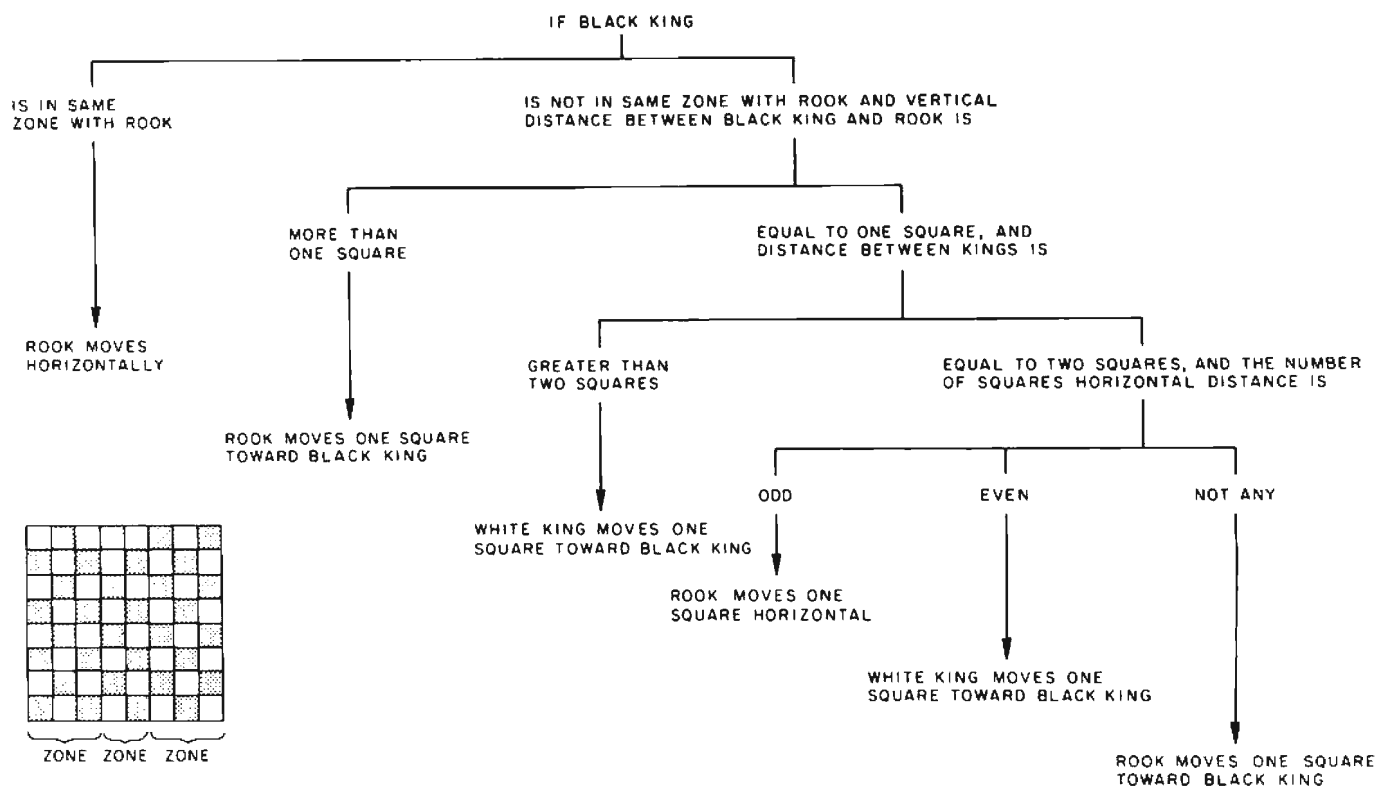 IF BLACK KING
IS IN SAME
ZONE WITH ROOK
IS NOT IN SAME ZONE WITH ROOK AND VERTICAL
DISTANCE BETWEEN BLACK KING AND ROOK IS
MORE THAN
ONE SQUARE
EQUAL TO ONE SQUARE, AND
DISTANCE BETWEEN KINGS IS
ROOK MOVES
HORIZONTALLY
GREATER THAN
TWO SQUARES
EQUAL TO TWO SQUARES, AND THE NUMBER
OF SQUARES HORIZONTAL DISTANCE IS
ROOK MOVES ONE SQUARE
TOWARD BLACK KING
ODD
EVEN
NOT ANY
WHITE KING MOVES ONE
SQUARE TOWARD BLACK KING
ROOK MOVES ONE
SQUARE HORIZONTAL
WHITE KING MOVES ONE
SQUARE TOWARD BLACK KING
ROOK MOVES ONE SQUARE
TOWARD BLACK KING
ZONE ZONE ZONE